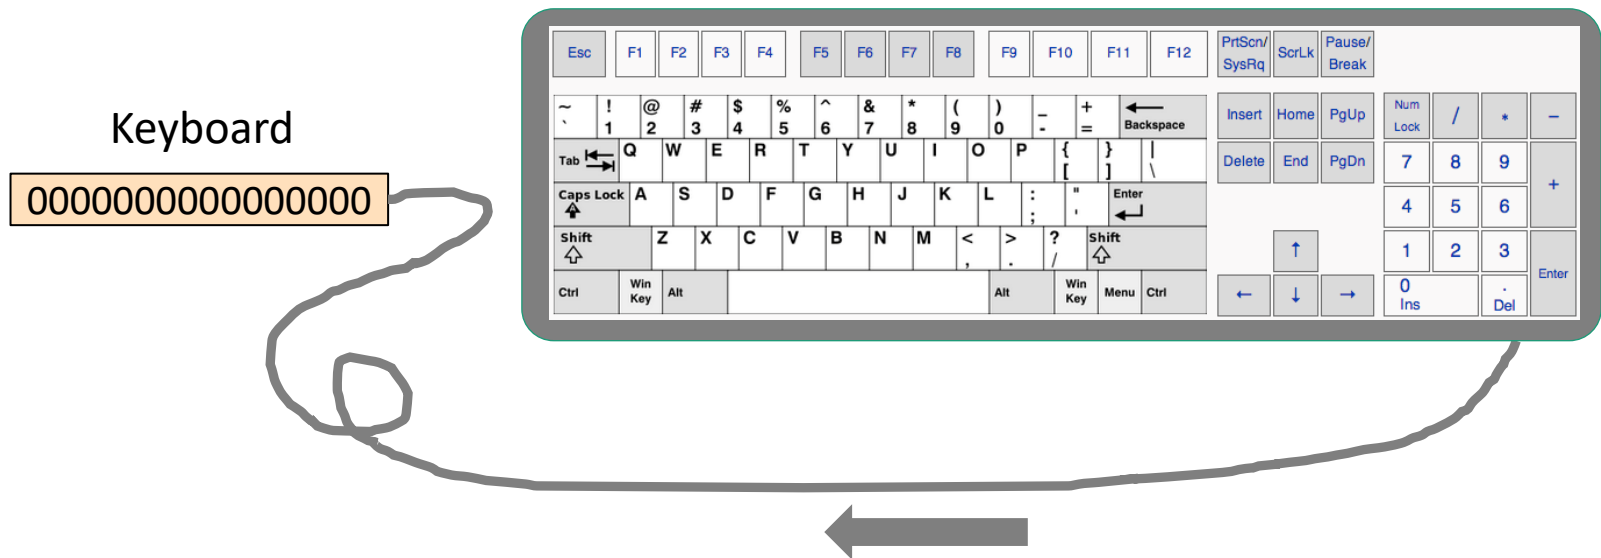 Keyboard
0000000000000000
Esc F1 F2 F3 F4 F5 F6 F7 F8 F9 F10 F11 F12 PrtScn/ ScrLk Pause/
SysRq Break
~ ! @ # $ % ^ & * ( ) _ +
` 1 2 3 4 5 6 7 8 9 0 - = Backspace
Insert Home PgUp Num Lock / * -
Tab Q W E R T Y U I O P { } |
[ ] \
Delete End PgDn 7 8 9 +
Caps Lock A S D F G H J K L : " Enter
; '
4 5 6
Shift Z X C V B N M < > ? Shift
, . /
↑ 1 2 3 Enter
Ctrl Win Key Alt Alt Win Key Menu Ctrl
← ↓ → 0 .
Ins Del